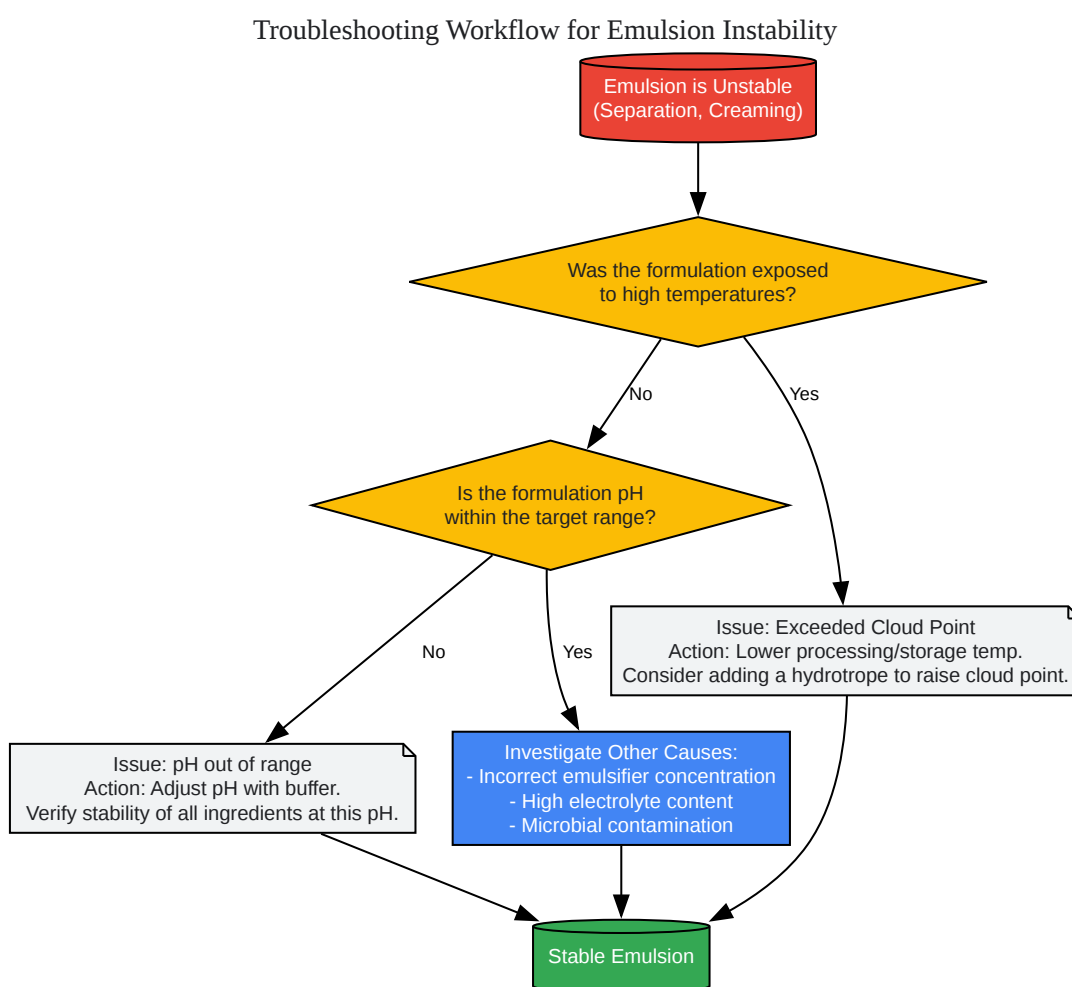 Troubleshooting Workflow for Emulsion Instability
Emulsion is Unstable
(Separation, Creaming)
Was the formulation exposed
to high temperatures?
No
Yes
Is the formulation pH
within the target range?
Issue: Exceeded Cloud Point
Action: Lower processing/storage temp.
Consider adding a hydrotrope to raise cloud point.
No
Yes
Issue: pH out of range
Action: Adjust pH with buffer.
Verify stability of all ingredients at this pH.
Investigate Other Causes:
- Incorrect emulsifier concentration
- High electrolyte content
- Microbial contamination
Stable Emulsion